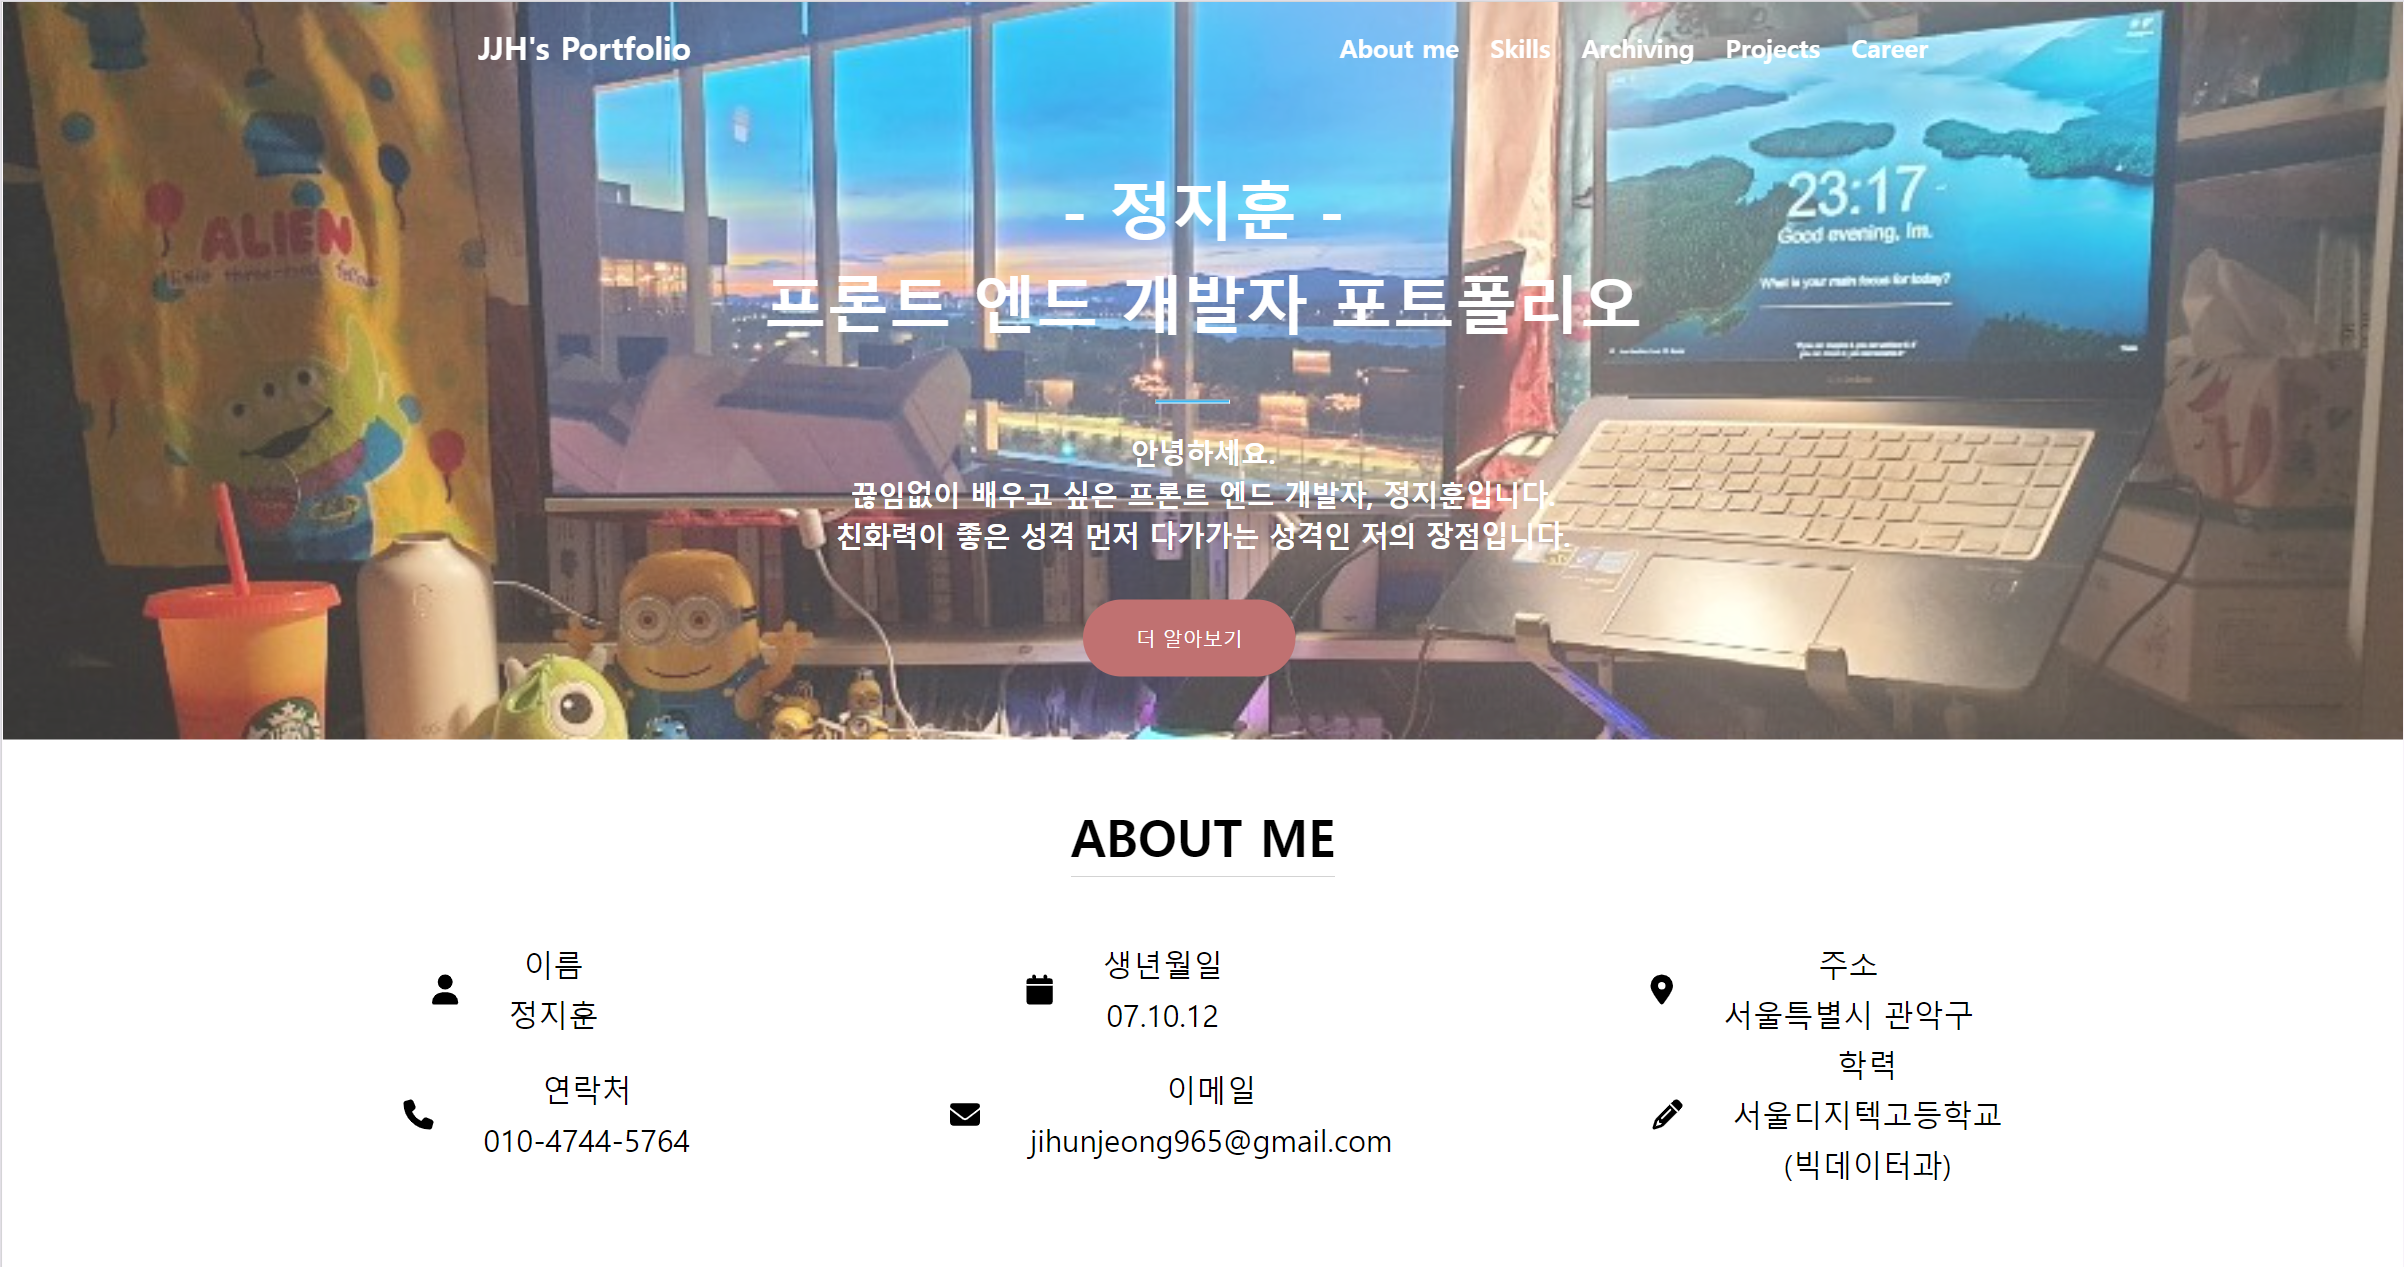 JJH's Portfolio
About me Skills Archiving Projects Career
- 정지훈 -
프론트 엔드 개발자 포트폴리오
안녕하세요.
끊임없이 배우고 싶은 프론트 엔드 개발자, 정지훈입니다.
친화력이 좋은 성격 먼저 다가가는 성격인 저의 장점입니다.
더 알아보기
ALIEN
23:17
Good evening, Im.
What is your main focus for today?
ABOUT ME
이름
정지훈
생년월일
07.10.12
주소
서울특별시 관악구
연락처
010-4744-5764
이메일
jihunjeong965@gmail.com
학력
서울디지텍고등학교
(빅데이터과)